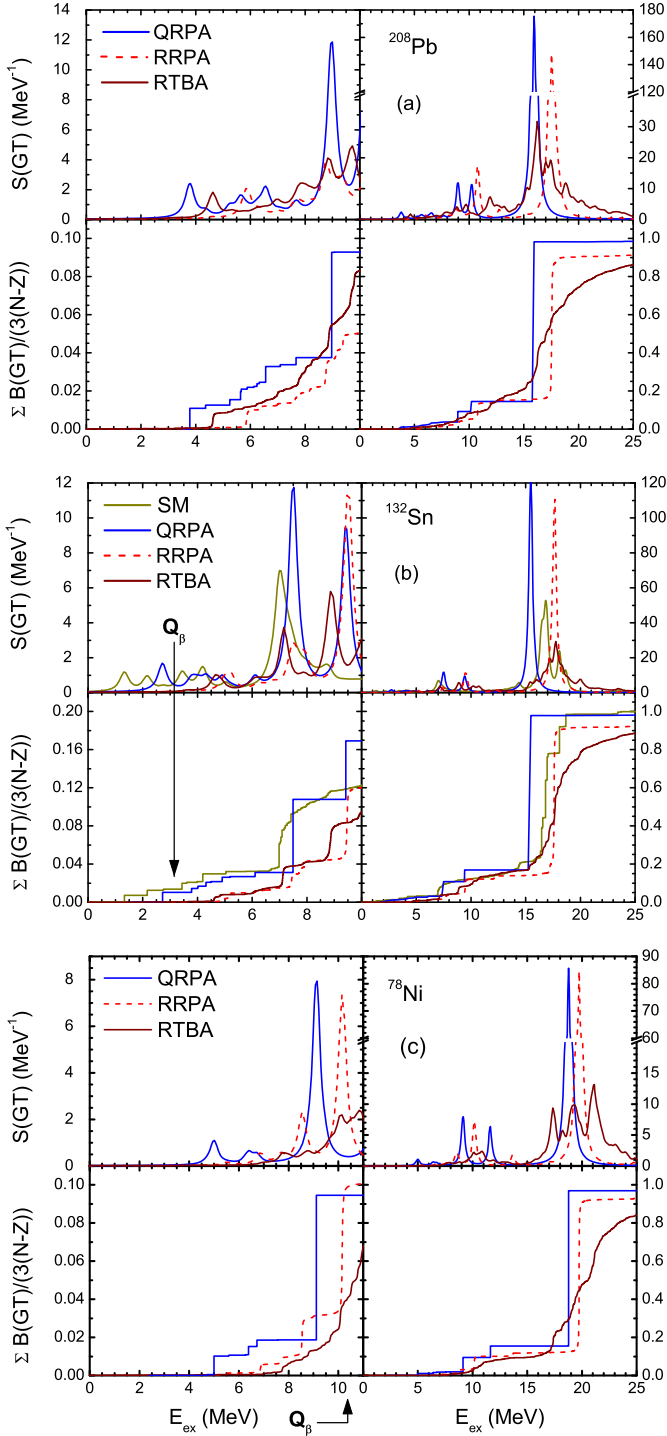 14
12
10
8
6
4
2
0
S(GT) (MeV⁻¹)
QRPA
RRPA
RTBA
²⁰⁸Pb
(a)
180
160
140
120
30
20
10
0
0.10
0.08
0.06
0.04
0.02
0.00
Σ B(GT)/(3(N-Z))
1.0
0.8
0.6
0.4
0.2
0.0
0 2 4 6 8 0 5 10 15 20 25
12
10
8
6
4
2
0
S(GT) (MeV⁻¹)
SM
QRPA
RRPA
RTBA
Qβ
¹³²Sn
(b)
120
100
80
60
40
20
0
0.20
0.16
0.12
0.08
0.04
0.00
Σ B(GT)/(3(N-Z))
1.0
0.8
0.6
0.4
0.2
0.0
0 2 4 6 8 0 5 10 15 20 25
8
6
4
2
0
S(GT) (MeV⁻¹)
QRPA
RRPA
RTBA
⁷⁸Ni
(c)
90
80
70
60
15
10
5
0
0.10
0.08
0.06
0.04
0.02
0.00
Σ B(GT)/(3(N-Z))
1.0
0.8
0.6
0.4
0.2
0.0
0 2 4 6 8 10 0 5 10 15 20 25
Eex (MeV)
Qβ
Eex (MeV)